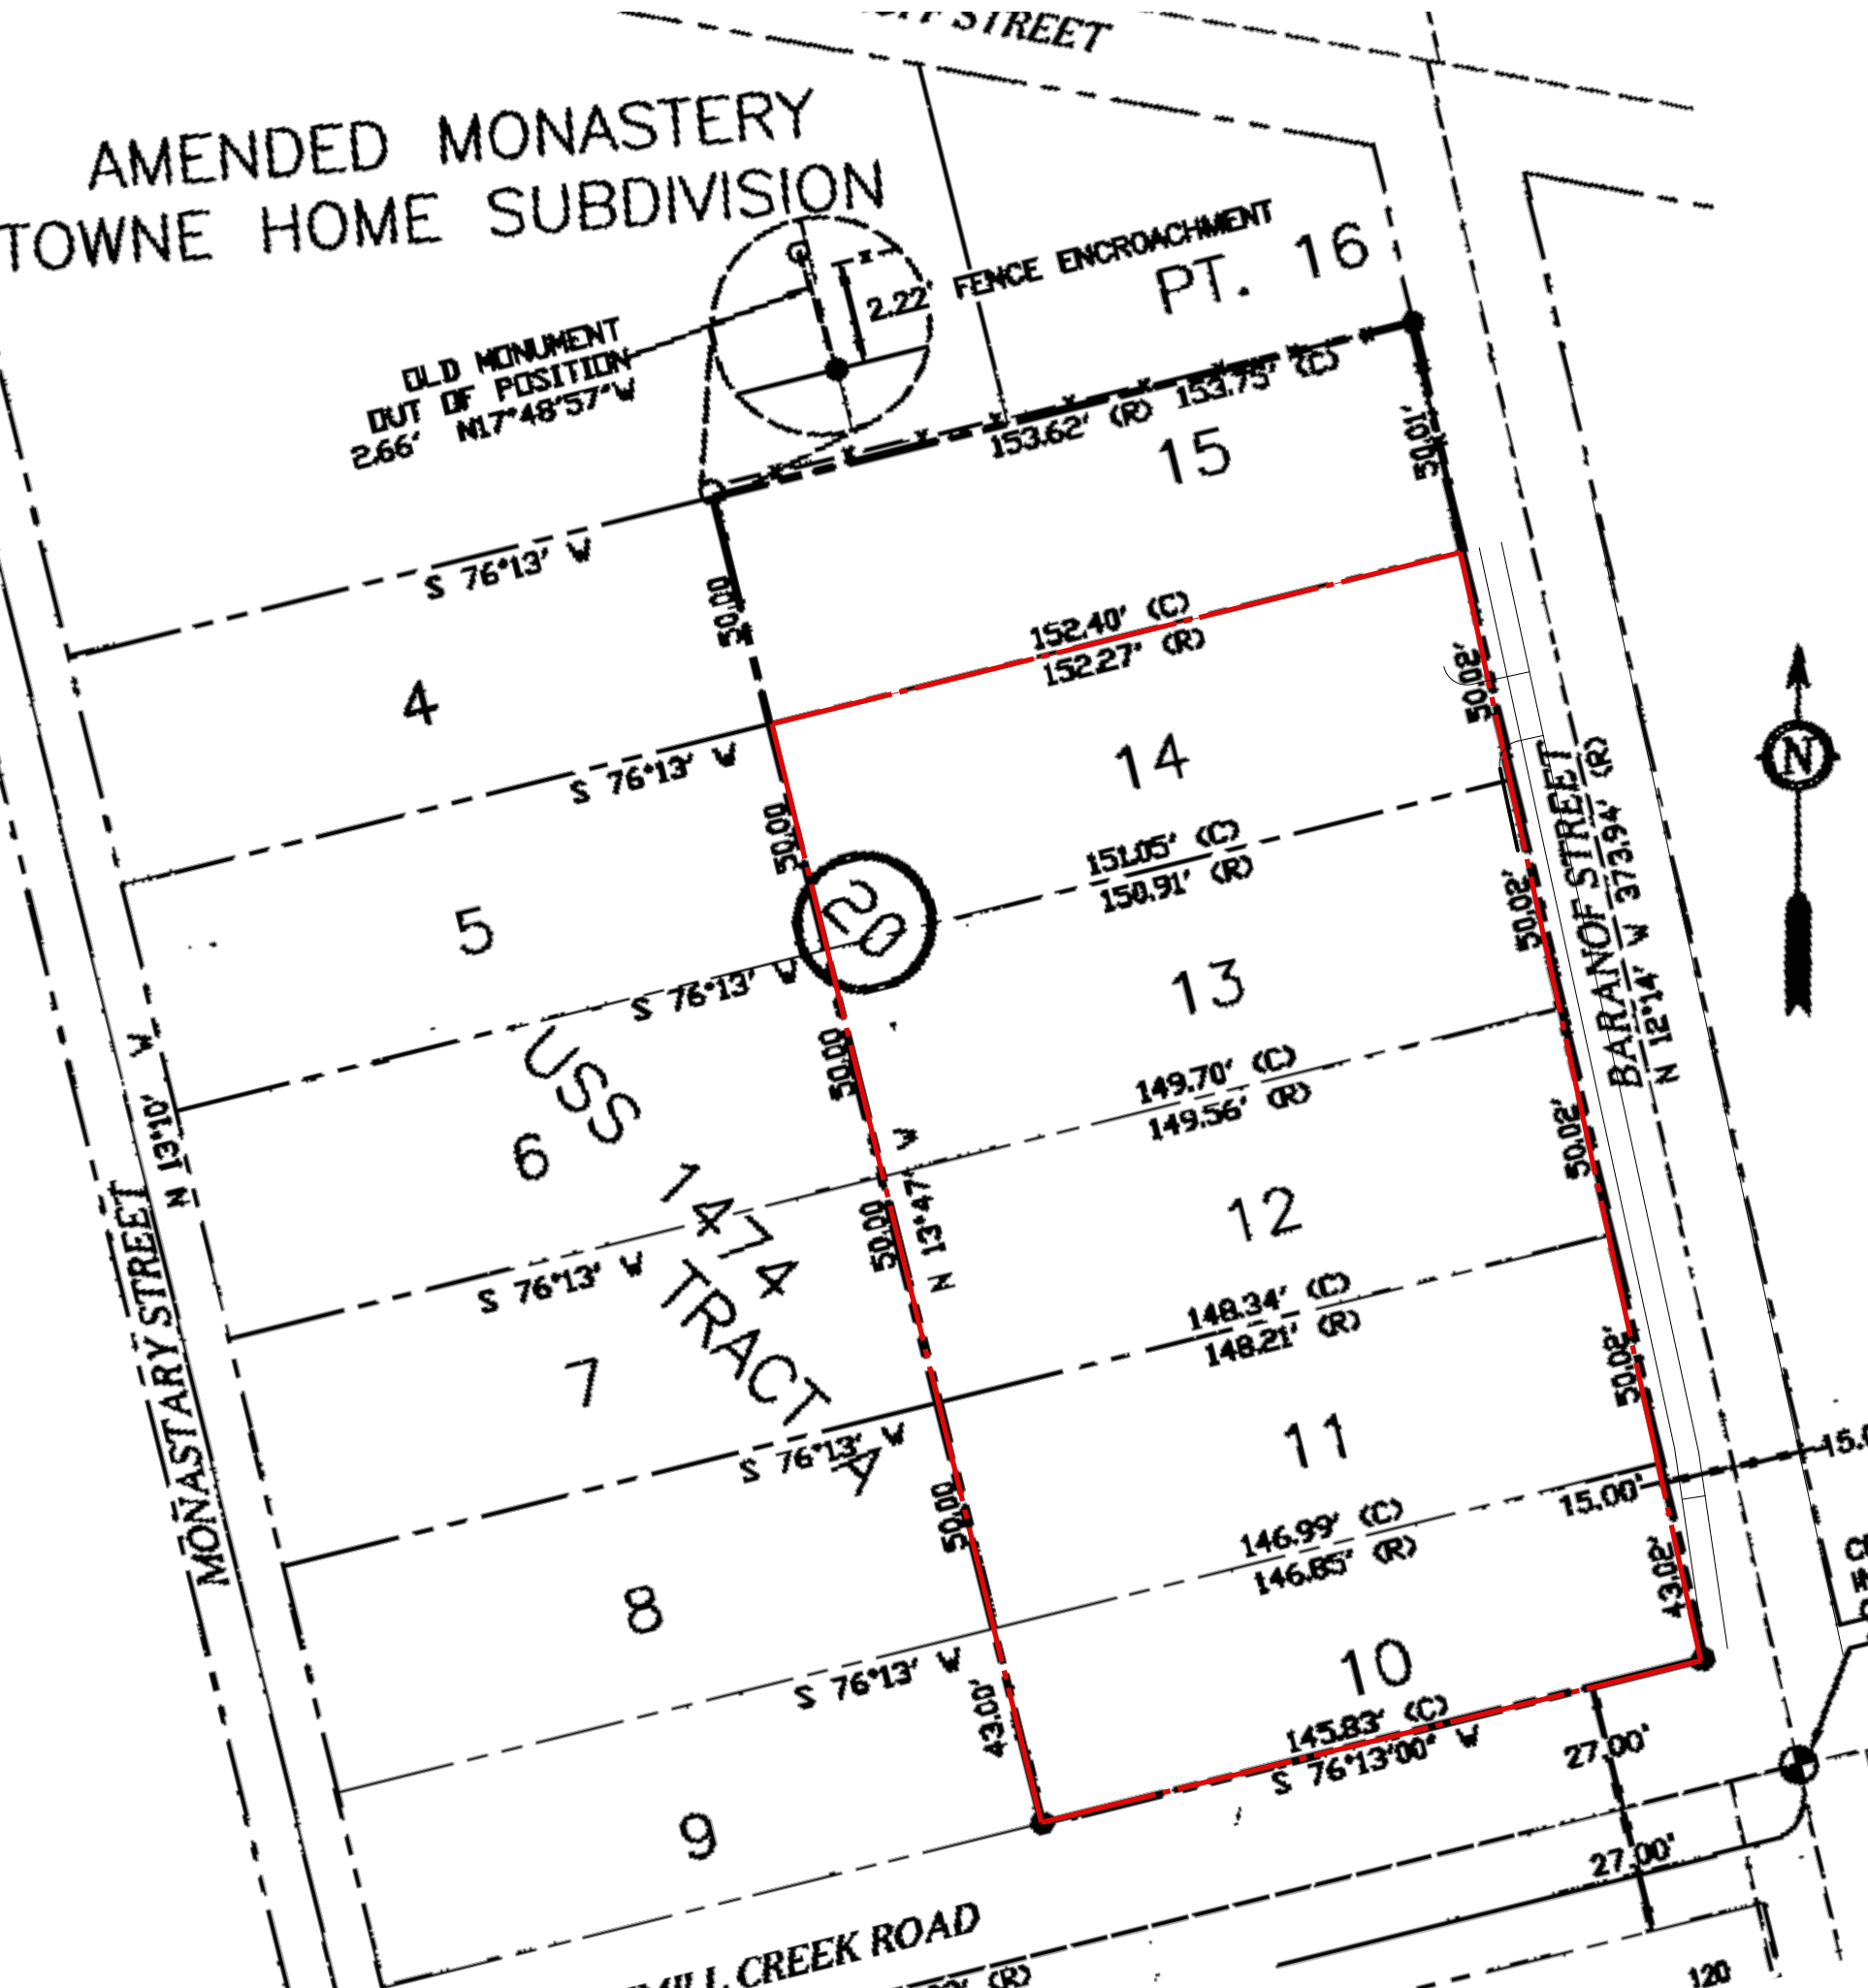 STREET
AMENDED MONASTERY
TOWNE HOME SUBDIVISION
FENCE ENCROACHMENT
PT. 16
2.22'
OLD MONUMENT
OUT OF POSITION
2.66' N17°48'57"W
153.62' (R) 153.75' (C)
15
50.01'
S 76°13' W
50.00
4
152.40' (C)
152.27' (R)
50.02'
S 76°13' W
14
N
50.00
151.05' (C)
150.91' (R)
20
5
50.02'
BARANOF STREET
N 12°14' W 373.94' (R)
S 76°13' W
13
USS 1474
TRACT A
50.00
149.70' (C)
149.56' (R)
50.02'
6
N 13°10' W
MONASTARY STREET
N 13°47' W
50.00
12
S 76°13' W
148.34' (C)
148.21' (R)
50.02'
7
11
S 76°13' W
50.00
146.99' (C)
146.85' (R)
15.00'
43.02'
8
S 76°13' W
10
43.00'
145.83' (C)
S 76°13'00" W
27.00'
9
27.00'
MILL CREEK ROAD
(R)
120